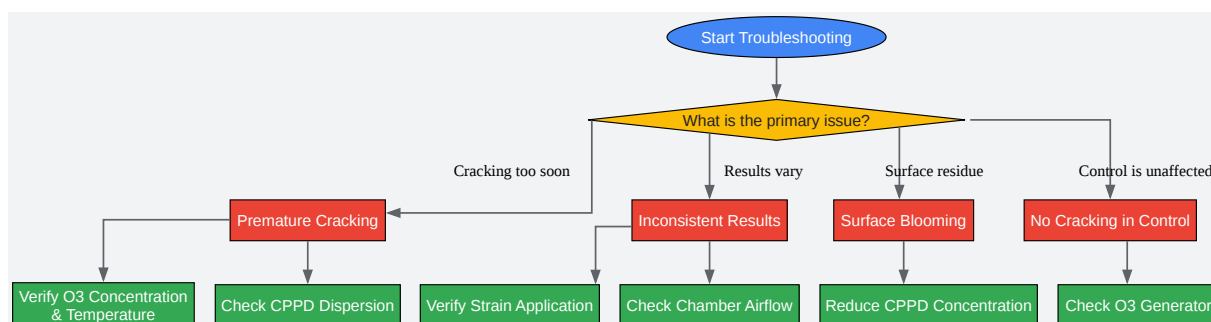 Start Troubleshooting
What is the primary issue?
Cracking too soon
Results vary
Surface residue
Control is unaffected
Premature Cracking
Inconsistent Results
Surface Blooming
No Cracking in Control
Verify O3 Concentration
& Temperature
Check CPPD Dispersion
Verify Strain Application
Check Chamber Airflow
Reduce CPPD Concentration
Check O3 Generator